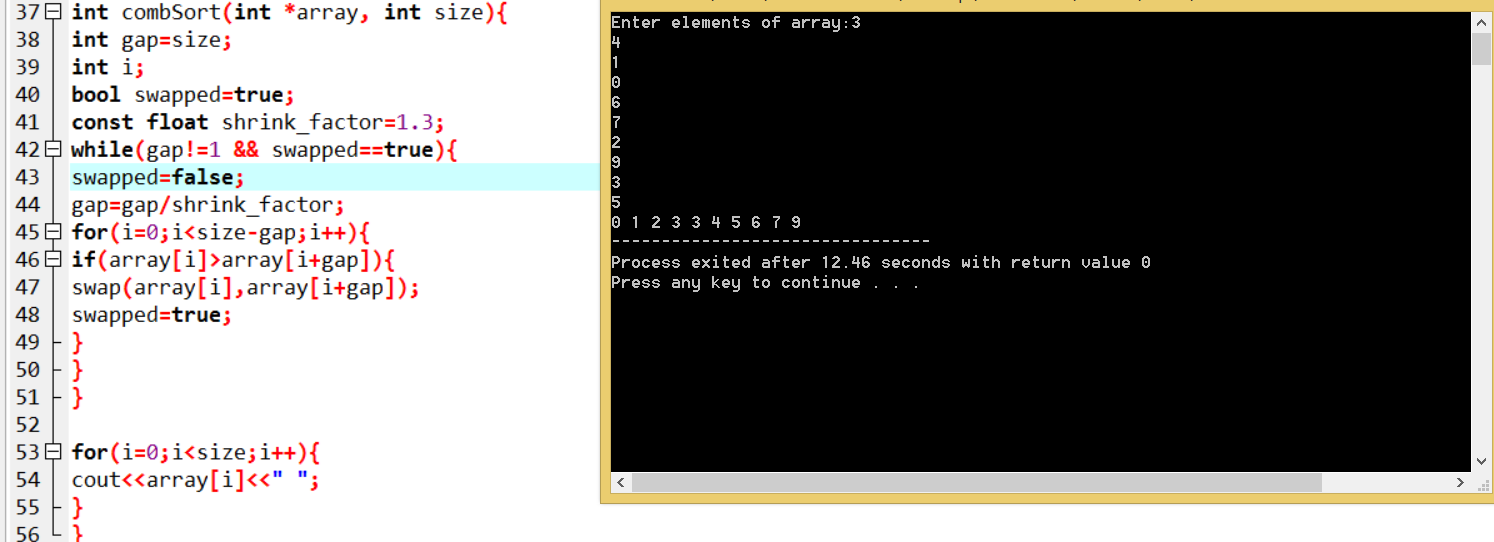 37 int combSort(int *array, int size){
38 int gap=size;
39 int i;
40 bool swapped=true;
41 const float shrink_factor=1.3;
42 while(gap!=1 && swapped==true){
43 swapped=false;
44 gap=gap/shrink_factor;
45 for(i=0;i<size-gap;i++){
46 if(array[i]>array[i+gap]){
47 swap(array[i],array[i+gap]);
48 swapped=true;
49 }
50 }
51 }
52
53 for(i=0;i<size;i++){
54 cout<<array[i]<<" ";
55 }
56 }
Enter elements of array:3
4
1
0
6
7
2
9
3
5
0 1 2 3 3 4 5 6 7 9
--------------------------------
Process exited after 12.46 seconds with return value 0
Press any key to continue . . .